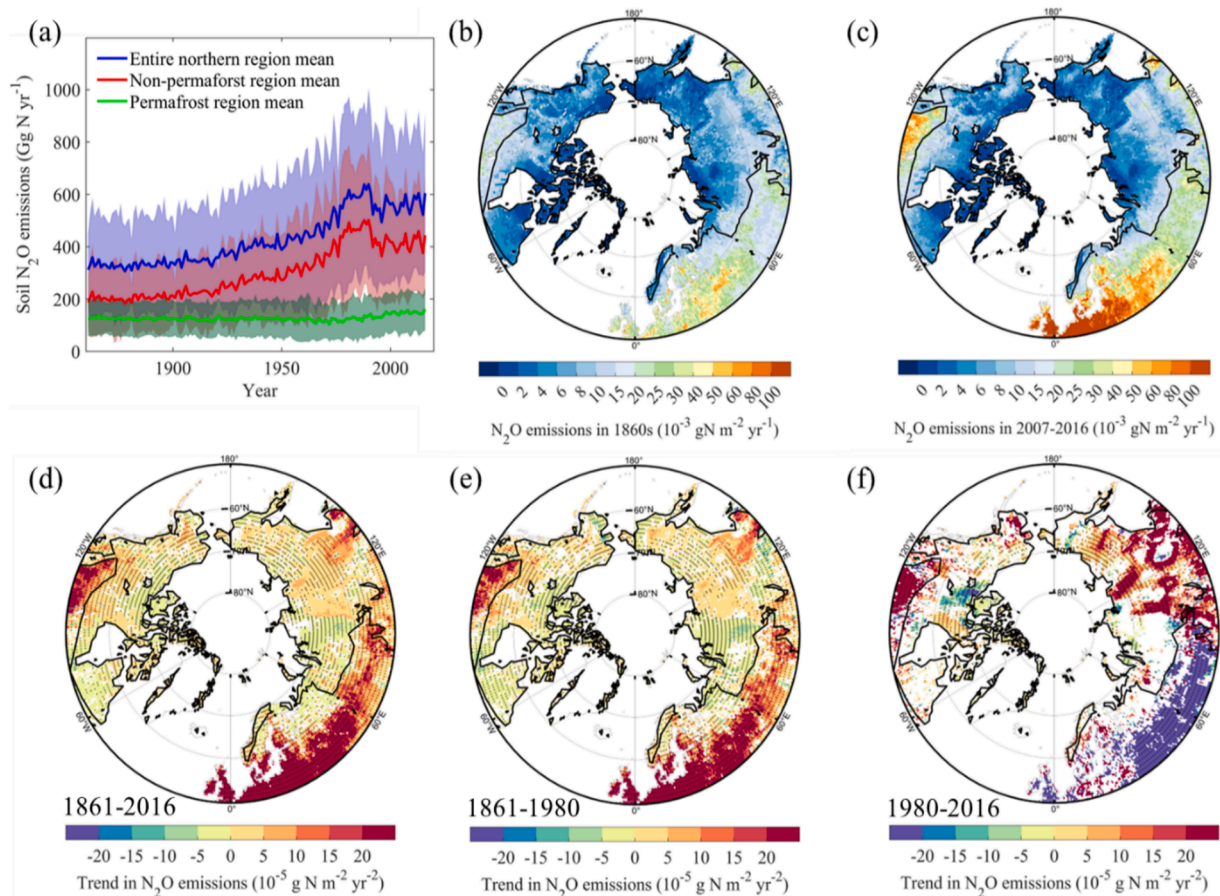 (a)
Entire northern region mean
Non-permaforst region mean
Permafrost region mean
Soil N₂O emissions (Gg N yr⁻¹)
1000
800
600
400
200
0
1900
1950
2000
Year
(b)
180°
120°W
60°N
120°E
80°N
60°W
60°E
0°
0 2 4 6 8 10 15 20 25 30 40 50 60 80 100
N₂O emissions in 1860s (10⁻³ gN m⁻² yr⁻¹)
(c)
180°
120°W
60°N
120°E
80°N
60°W
60°E
0°
0 2 4 6 8 10 15 20 25 30 40 50 60 80 100
N₂O emissions in 2007-2016 (10⁻³ gN m⁻² yr⁻¹)
(d)
180°
120°W
60°N
120°E
80°N
60°W
60°E
0°
1861-2016
-20 -15 -10 -5 0 5 10 15 20
Trend in N₂O emissions (10⁻⁵ g N m⁻² yr⁻²)
(e)
180°
120°W
60°N
120°E
80°N
60°W
60°E
0°
1861-1980
-20 -15 -10 -5 0 5 10 15 20
Trend in N₂O emissions (10⁻⁵ g N m⁻² yr⁻²)
(f)
180°
120°W
60°N
120°E
80°N
60°W
60°E
0°
1980-2016
-20 -15 -10 -5 0 5 10 15 20
Trend in N₂O emissions (10⁻⁵ g N m⁻² yr⁻²)